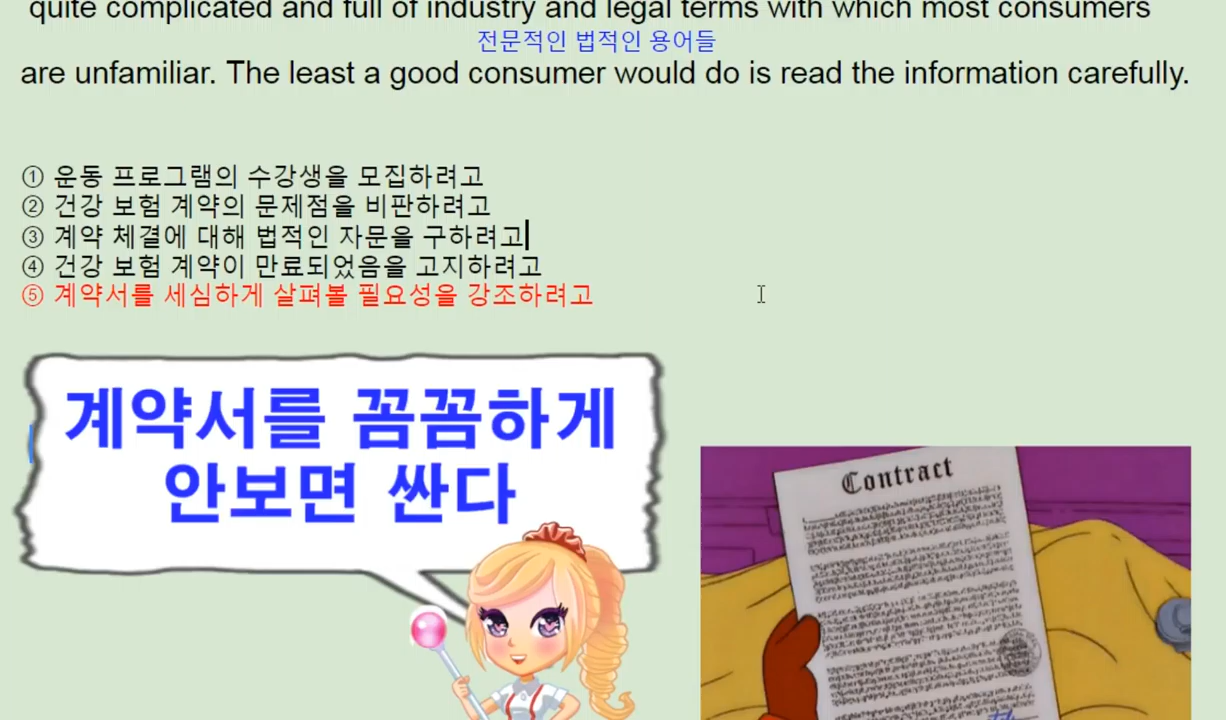 quite complicated and full of industry and legal terms with which most consumers
전문적인 법적인 용어들
are unfamiliar. The least a good consumer would do is read the information carefully.
① 운동 프로그램의 수강생을 모집하려고
② 건강 보험 계약의 문제점을 비판하려고
③ 계약 체결에 대해 법적인 자문을 구하려고
④ 건강 보험 계약이 만료되었음을 고지하려고
⑤ 계약서를 세심하게 살펴볼 필요성을 강조하려고
계약서를 꼼꼼하게
안보면 싼다
Contract